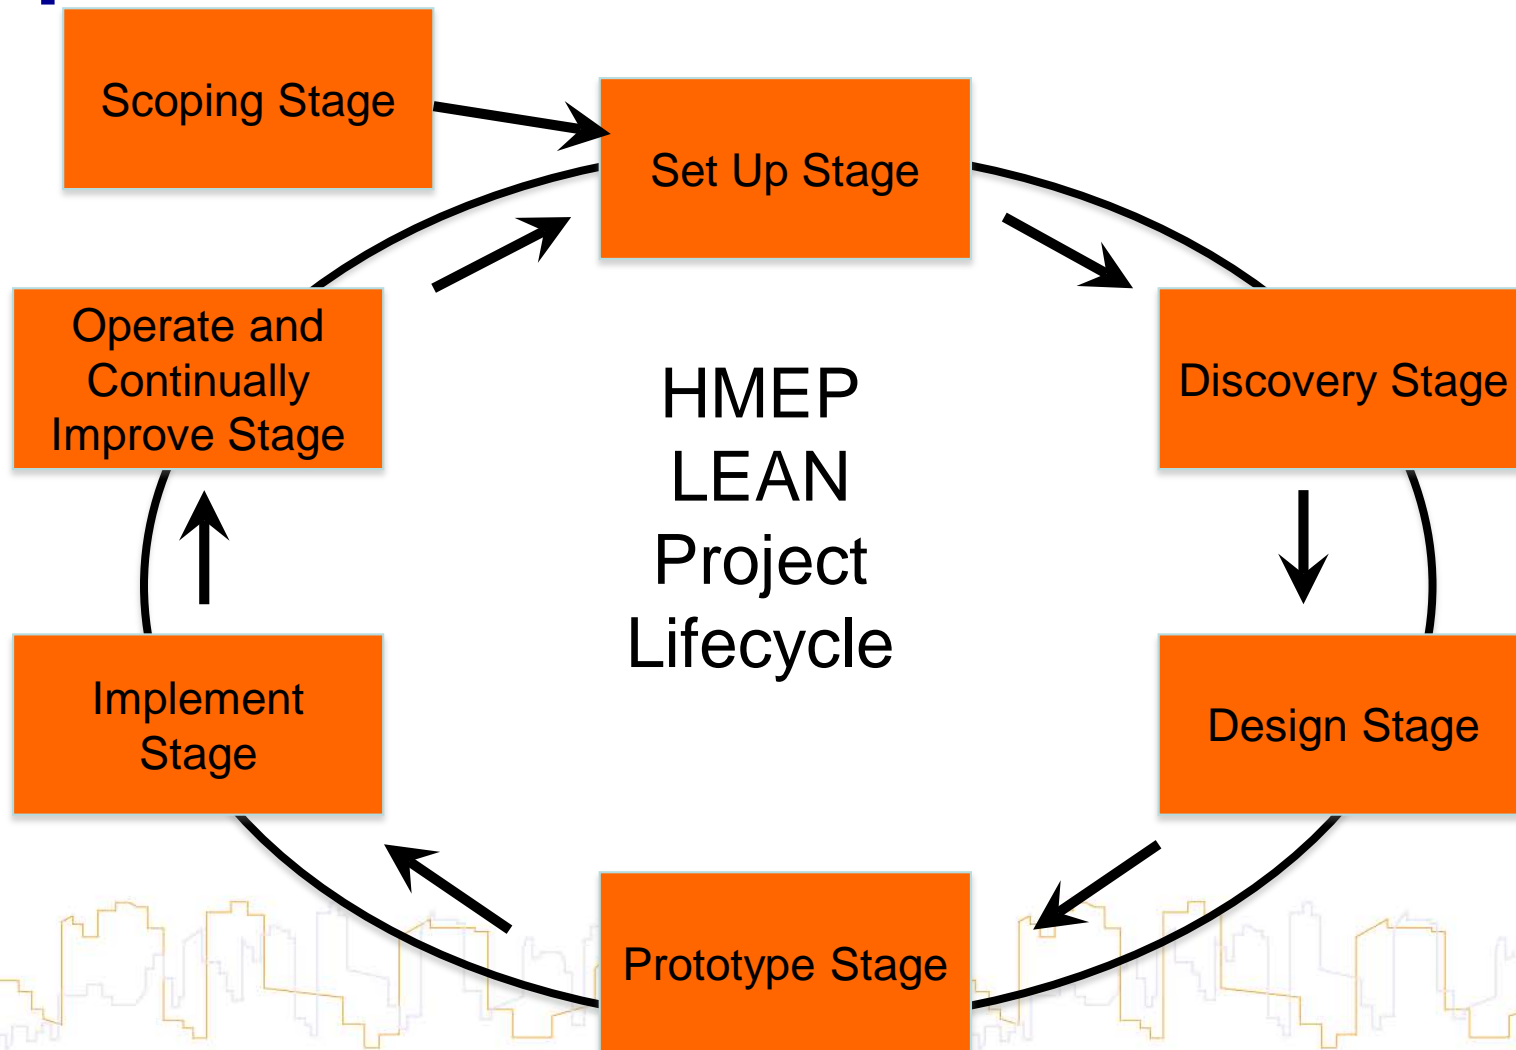 Scoping Stage
Set Up Stage
Operate and
Continually
Improve Stage
HMEP
LEAN
Project
Lifecycle
Discovery Stage
Implement
Stage
Design Stage
Prototype Stage